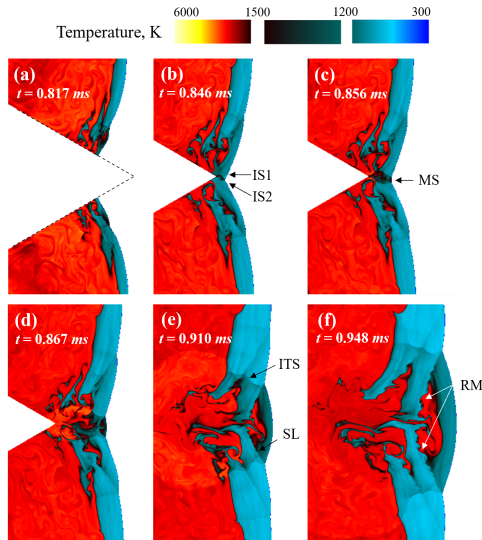 6000 1500 1200 300
Temperature, K
(a) (b) (c)
t = 0.817 ms t = 0.846 ms t = 0.856 ms
IS1
MS
IS2
(d) (e) (f)
t = 0.867 ms t = 0.910 ms t = 0.948 ms
ITS
RM
SL